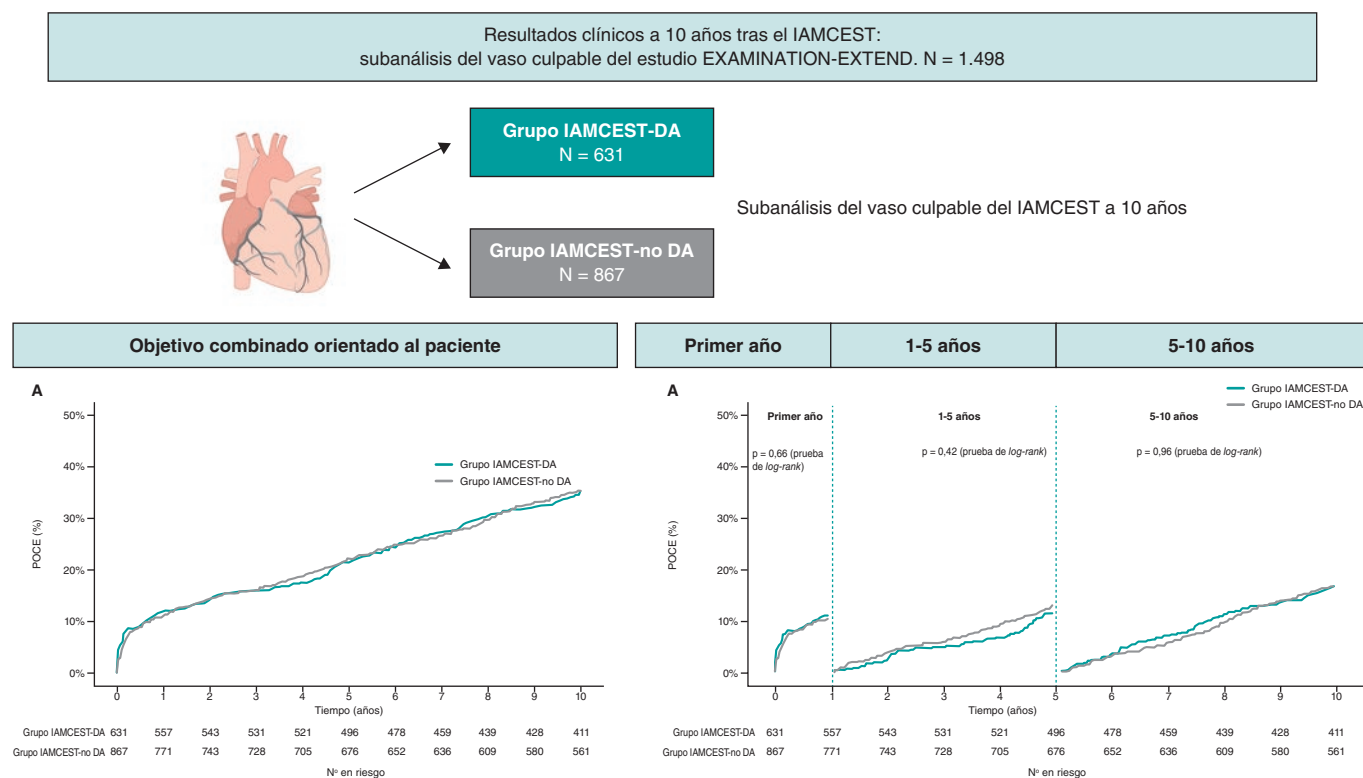 Resultados clínicos a 10 años tras el IAMCEST:
subanálisis del vaso culpable del estudio EXAMINATION-EXTEND. N = 1.498
Grupo IAMCEST-DA
N = 631
Subanálisis del vaso culpable del IAMCEST a 10 años
Grupo IAMCEST-no DA
N = 867
Objetivo combinado orientado al paciente
A
50%
40%
30%
20%
10%
0%
POCE (%)
Grupo IAMCEST-DA
Grupo IAMCEST-no DA
0 1 2 3 4 5 6 7 8 9 10
Tiempo (años)
Grupo IAMCEST-DA 631 557 543 531 521 496 478 459 439 428 411
Grupo IAMCEST-no DA 867 771 743 728 705 676 652 636 609 580 561
Nº en riesgo
Primer año 1-5 años 5-10 años
A
Grupo IAMCEST-DA
Grupo IAMCEST-no DA
50%
40%
30%
20%
10%
0%
POCE (%)
Primer año 1-5 años 5-10 años
p = 0,66 (prueba
de log-rank)
p = 0,42 (prueba de log-rank)
p = 0,96 (prueba de log-rank)
0 1 2 3 4 5 6 7 8 9 10
Tiempo (años)
Grupo IAMCEST-DA 631 557 543 531 521 496 478 459 439 428 411
Grupo IAMCEST-no DA 867 771 743 728 705 676 652 636 609 580 561
Nº en riesgo